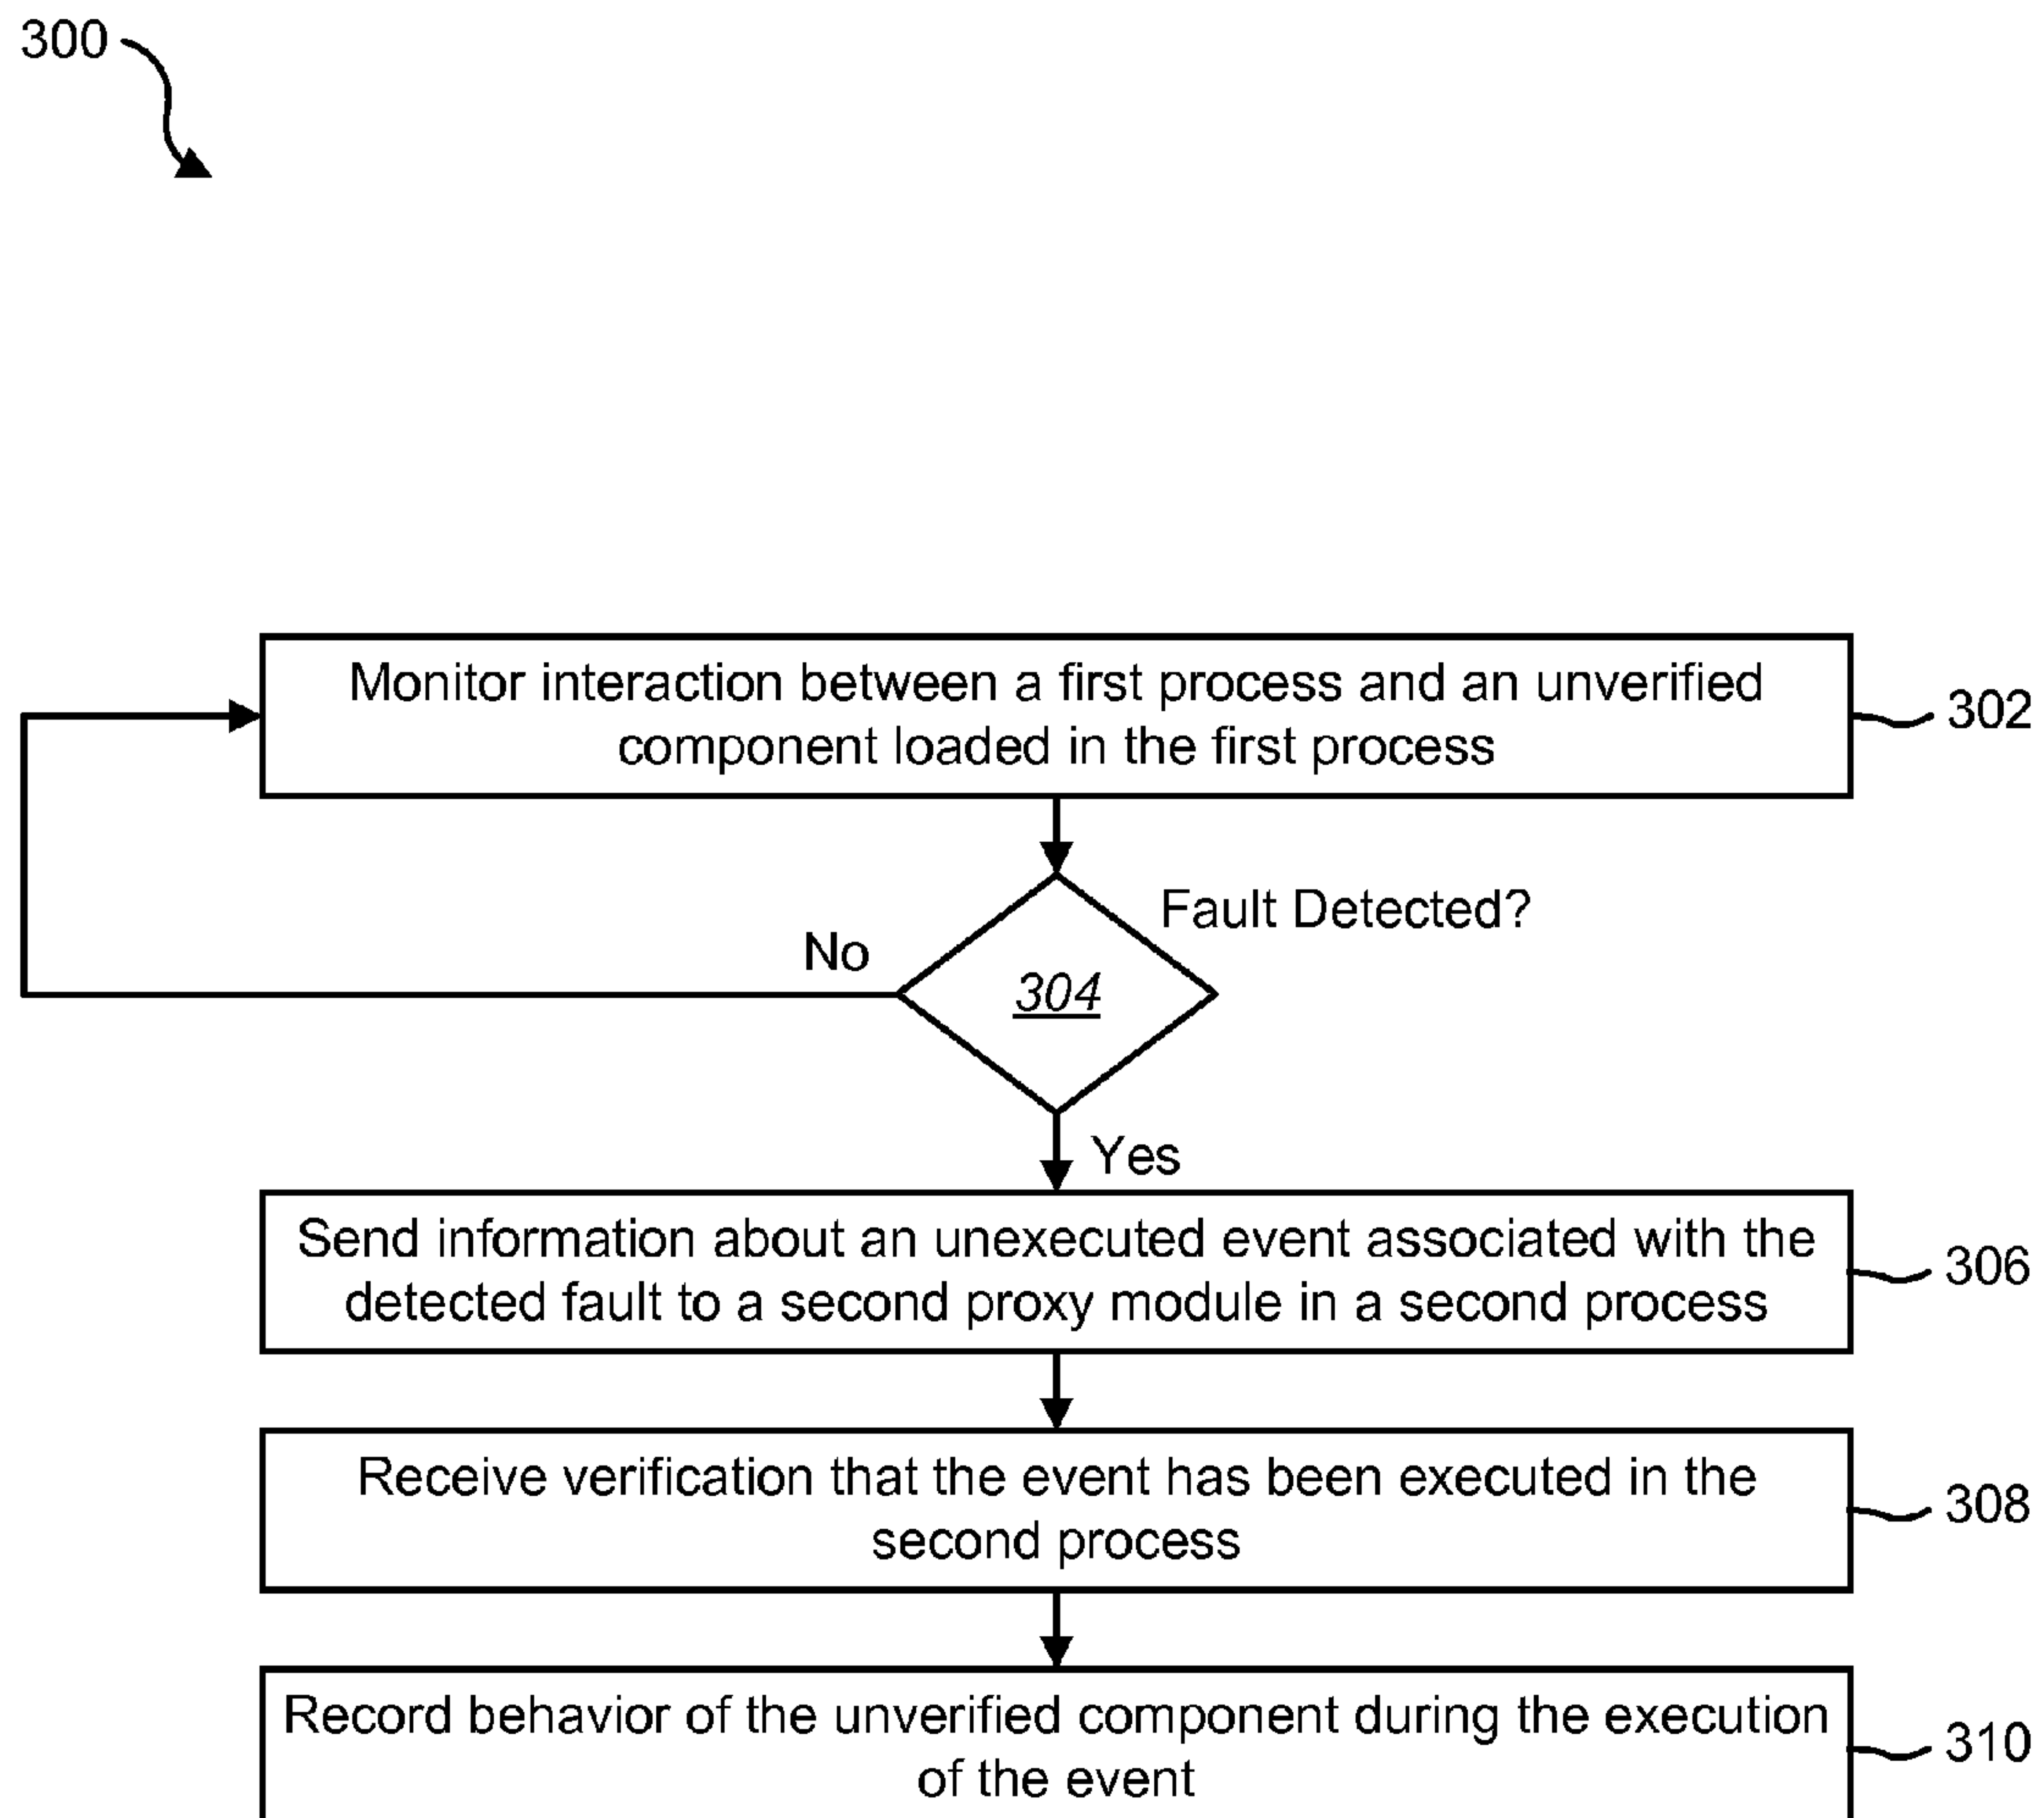 300
Monitor interaction between a first process and an unverified
component loaded in the first process
302
Fault Detected?
No
304
Yes
Send information about an unexecuted event associated with the
detected fault to a second proxy module in a second process
306
Receive verification that the event has been executed in the
second process
308
Record behavior of the unverified component during the execution
of the event
310